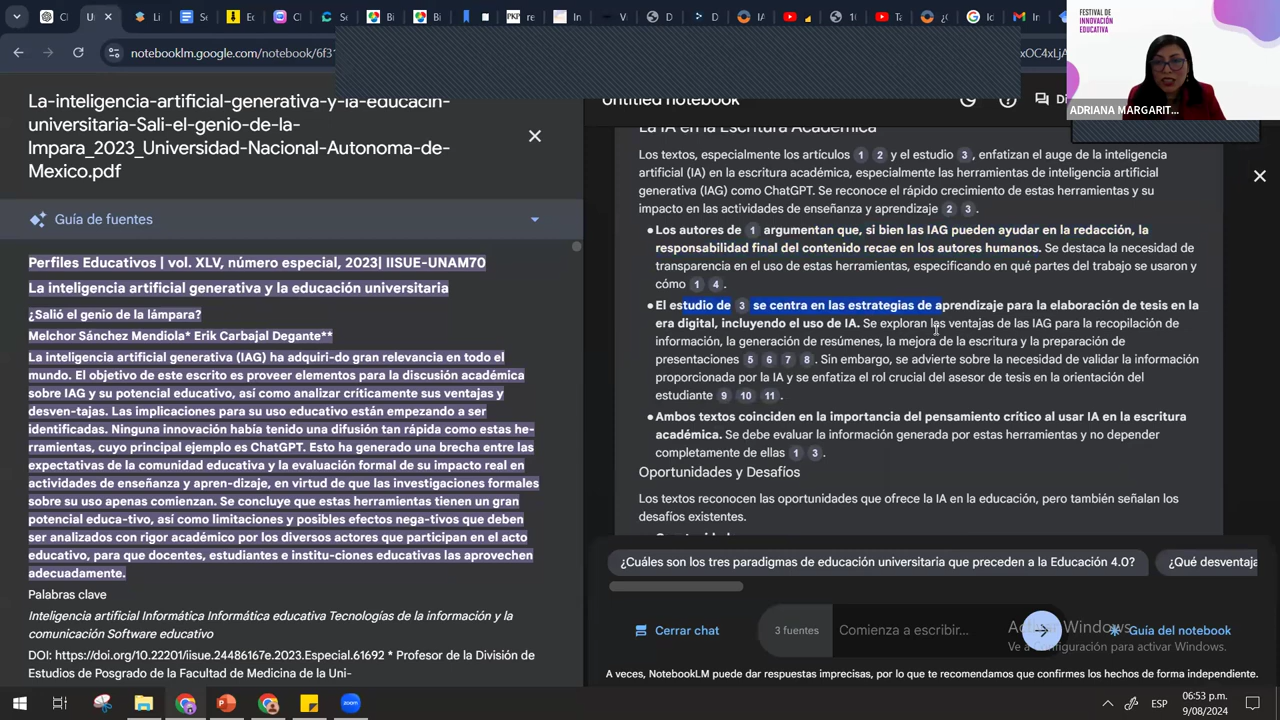 notebooklm.google.com/notebook/6f31
FESTIVAL DE
INNOVACIÓN
EDUCATIVA
ADRIANA MARGARIT...
La-inteligencia-artificial-generativa-y-la-educacin-
universitaria-Sali-el-genio-de-la-
Impara_2023_Universidad-Nacional-Autonoma-de-
Mexico.pdf
Guía de fuentes
Perfiles Educativos | vol. XLV, número especial, 2023| IISUE-UNAM70
La inteligencia artificial generativa y la educación universitaria
¿Salió el genio de la lámpara?
Melchor Sánchez Mendiola* Erik Carbajal Degante**
La inteligencia artificial generativa (IAG) ha adquiri-do gran relevancia en todo el
mundo. El objetivo de este escrito es proveer elementos para la discusión académica
sobre IAG y su potencial educativo, así como analizar críticamente sus ventajas y
desven-tajas. Las implicaciones para su uso educativo están empezando a ser
identificadas. Ninguna innovación había tenido una difusión tan rápida como estas he-
rramientas, cuyo principal ejemplo es ChatGPT. Esto ha generado una brecha entre las
expectativas de la comunidad educativa y la evaluación formal de su impacto real en
actividades de enseñanza y apren-dizaje, en virtud de que las investigaciones formales
sobre su uso apenas comienzan. Se concluye que estas herramientas tienen un gran
potencial educa-tivo, así como limitaciones y posibles efectos nega-tivos que deben
ser analizados con rigor académico por los diversos actores que participan en el acto
educativo, para que docentes, estudiantes e institu-ciones educativas las aprovechen
adecuadamente.
Palabras clave
Inteligencia artificial Informática Informática educativa Tecnologías de la información y la
comunicación Software educativo
DOI: https://doi.org/10.22201/iisue.24486167e.2023.Especial.61692 * Profesor de la División de
Estudios de Posgrado de la Facultad de Medicina de la Uni-
Untitled notebook
La IA en la Escritura Académica
Los textos, especialmente los artículos 1 2 y el estudio 3, enfatizan el auge de la inteligencia
artificial (IA) en la escritura académica, especialmente las herramientas de inteligencia artificial
generativa (IAG) como ChatGPT. Se reconoce el rápido crecimiento de estas herramientas y su
impacto en las actividades de enseñanza y aprendizaje 2 3.
• Los autores de 1 argumentan que, si bien las IAG pueden ayudar en la redacción, la
responsabilidad final del contenido recae en los autores humanos. Se destaca la necesidad de
transparencia en el uso de estas herramientas, especificando en qué partes del trabajo se usaron y
cómo 1 4.
• El estudio de 3 se centra en las estrategias de aprendizaje para la elaboración de tesis en la
era digital, incluyendo el uso de IA. Se exploran las ventajas de las IAG para la recopilación de
información, la generación de resúmenes, la mejora de la escritura y la preparación de
presentaciones 5 6 7 8. Sin embargo, se advierte sobre la necesidad de validar la información
proporcionada por la IA y se enfatiza el rol crucial del asesor de tesis en la orientación del
estudiante 9 10 11.
• Ambos textos coinciden en la importancia del pensamiento crítico al usar IA en la escritura
académica. Se debe evaluar la información generada por estas herramientas y no depender
completamente de ellas 1 3.
Oportunidades y Desafíos
Los textos reconocen las oportunidades que ofrece la IA en la educación, pero también señalan los
desafíos existentes.
¿Cuáles son los tres paradigmas de educación universitaria que preceden a la Educación 4.0?
¿Qué desventaja
Cerrar chat
3 fuentes
Comienza a escribir...
Guía del notebook
Activar Windows
Ve a Configuración para activar Windows.
A veces, NotebookLM puede dar respuestas imprecisas, por lo que te recomendamos que confirmes los hechos de forma independiente.
ESP
06:53 p.m.
9/08/2024